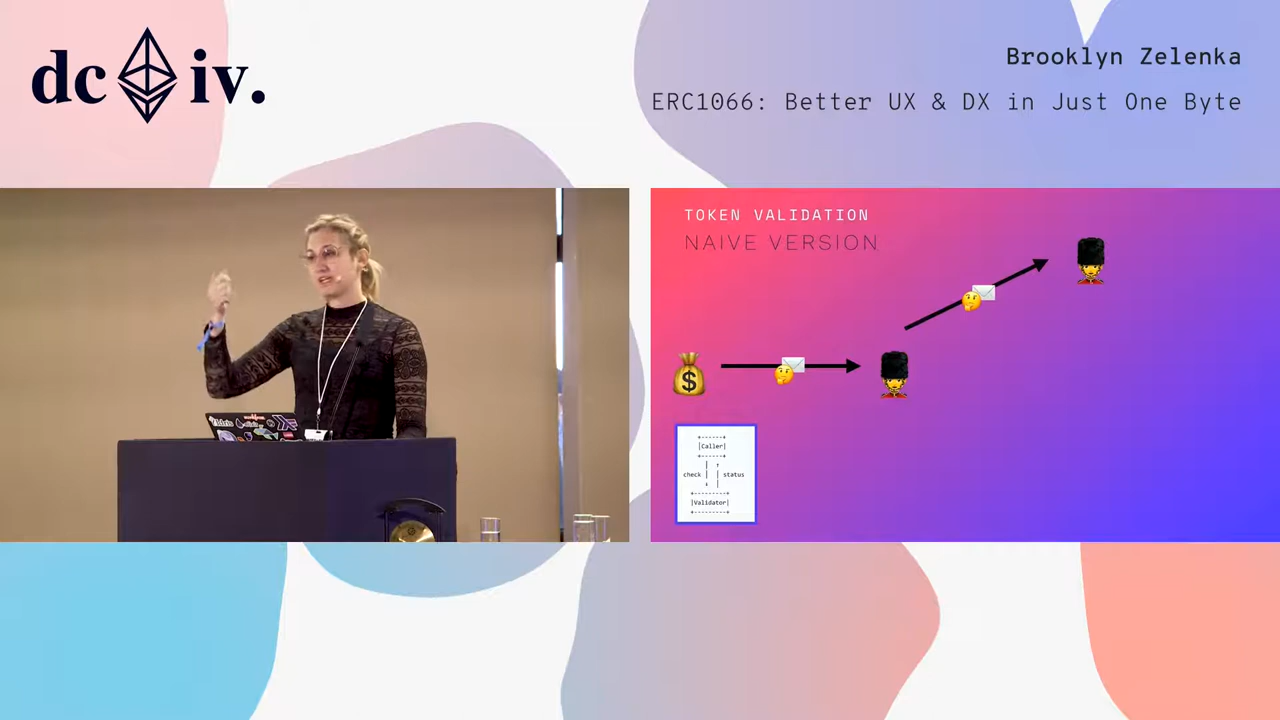 dc iv.
Brooklyn Zelenka
ERC1066: Better UX & DX in Just One Byte
TOKEN VALIDATION
NAIVE VERSION
$
+------+
|Caller|
+------+
check | | status
+---------+
|Validator|
+---------+